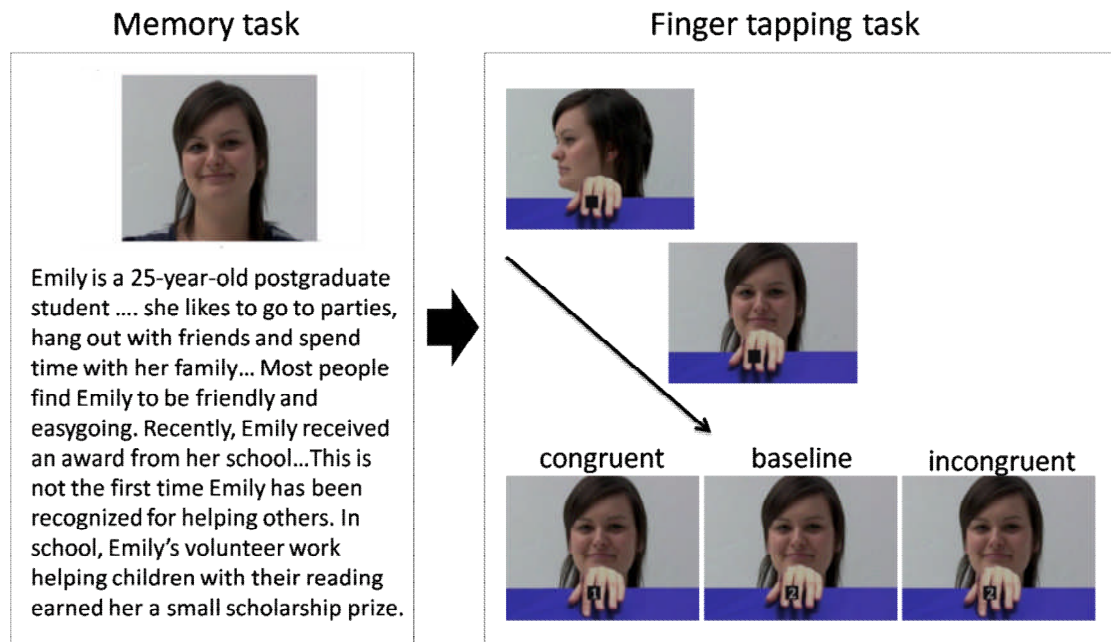 Memory task
Finger tapping task
Emily is a 25-year-old postgraduate
student .... she likes to go to parties,
hang out with friends and spend
time with her family... Most people
find Emily to be friendly and
easygoing. Recently, Emily received
an award from her school...This is
not the first time Emily has been
recognized for helping others. In
school, Emily's volunteer work
helping children with their reading
earned her a small scholarship prize.
congruent
baseline
incongruent
1
2
2